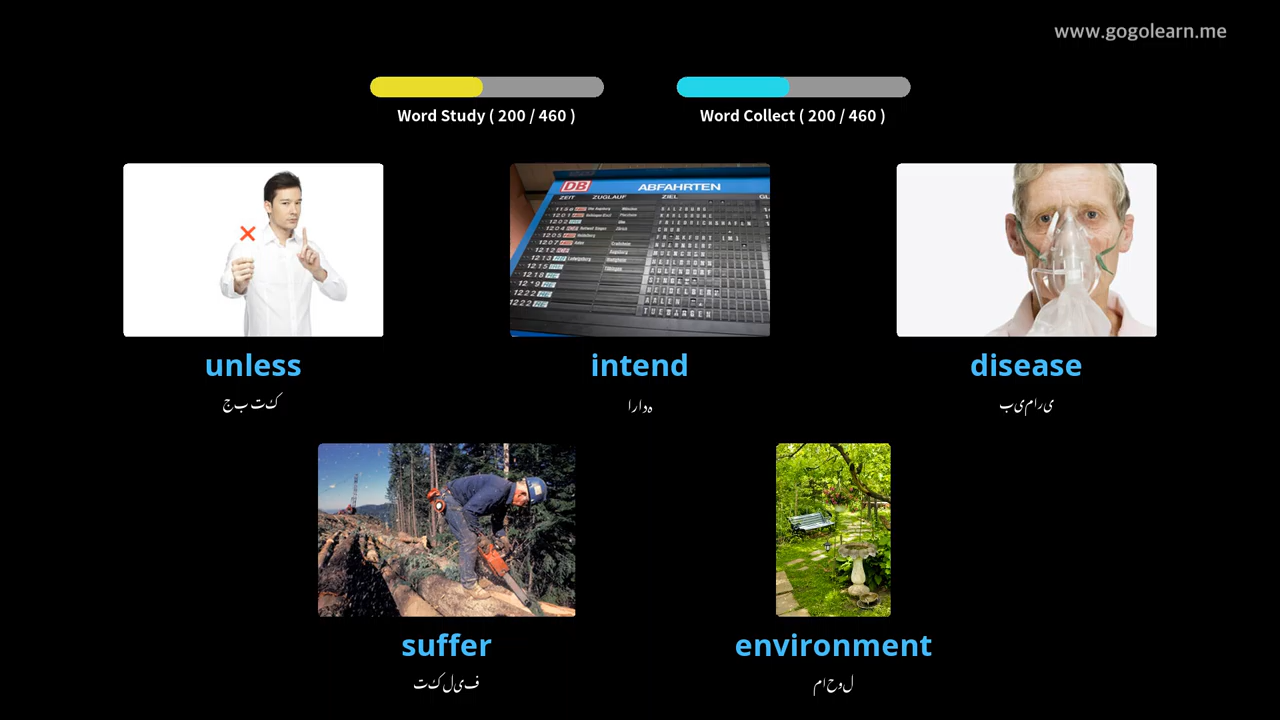 www.gogolearn.me
Word Study ( 200 / 460 )
Word Collect ( 200 / 460 )
DB ABFAHRTEN
ZEIT ZUGLAUF ZIEL
unless
intend
disease
جب تک
ارادہ
بیماری
suffer
environment
تکلیف
ماحول